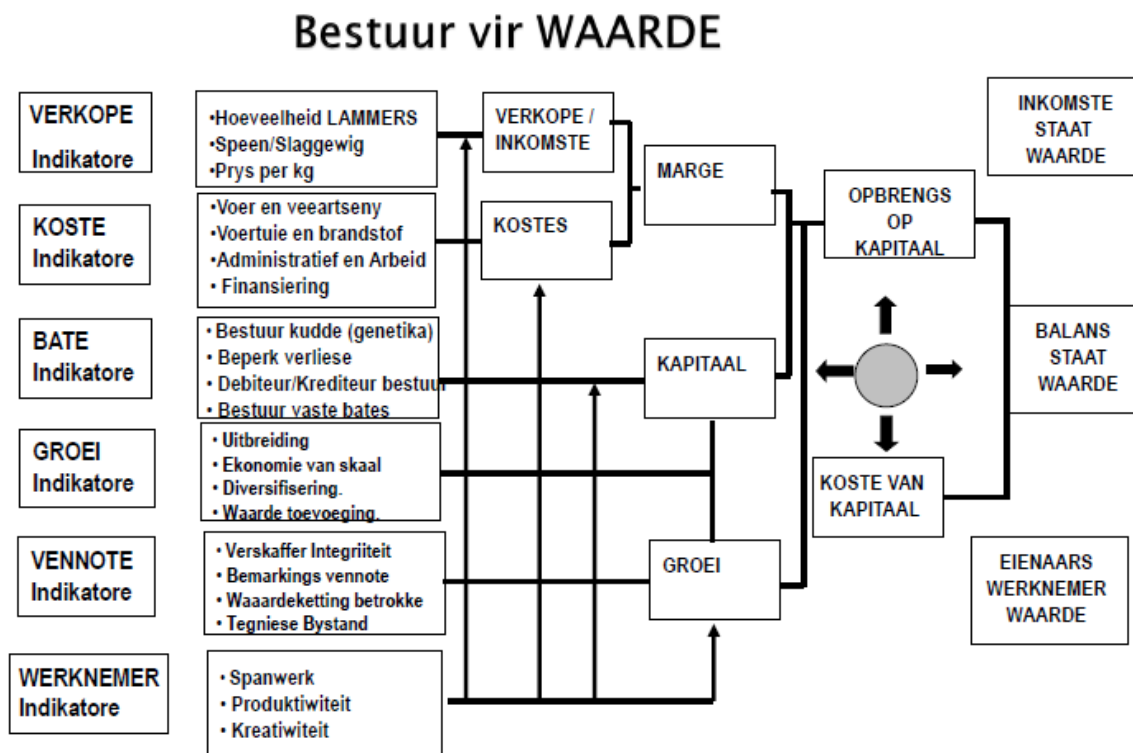 Bestuur vir WAARDE
VERKOPE
Indikatore
•Hoeveelheid LAMMERS
•Speen/Slaggewig
•Prys per kg
VERKOPE /
INKOMSTE
INKOMSTE
STAAT
WAARDE
MARGE
KOSTE
Indikatore
•Voer en veeartseny
•Voertuie en brandstof
•Administratief en Arbeid
• Finansiering
KOSTES
OPBRENGS
OP
KAPITAAL
BATE
Indikatore
• Bestuur kudde (genetika)
• Beperk verliese
• Debiteur/Krediteur bestuur
• Bestuur vaste bates
KAPITAAL
BALANS
STAAT
WAARDE
GROEI
Indikatore
• Uitbreiding
• Ekonomie van skaal
• Diversifisering.
• Waarde toevoeging.
KOSTE VAN
KAPITAAL
VENNOTE
Indikatore
• Verskaffer Integriiteit
• Bemarkings vennote
• Waaardeketting betrokke
• Tegniese Bystand
GROEI
EIENAARS
WERKNEMER
WAARDE
WERKNEMER
Indikatore
• Spanwerk
• Produktiwiteit
• Kreatiwiteit